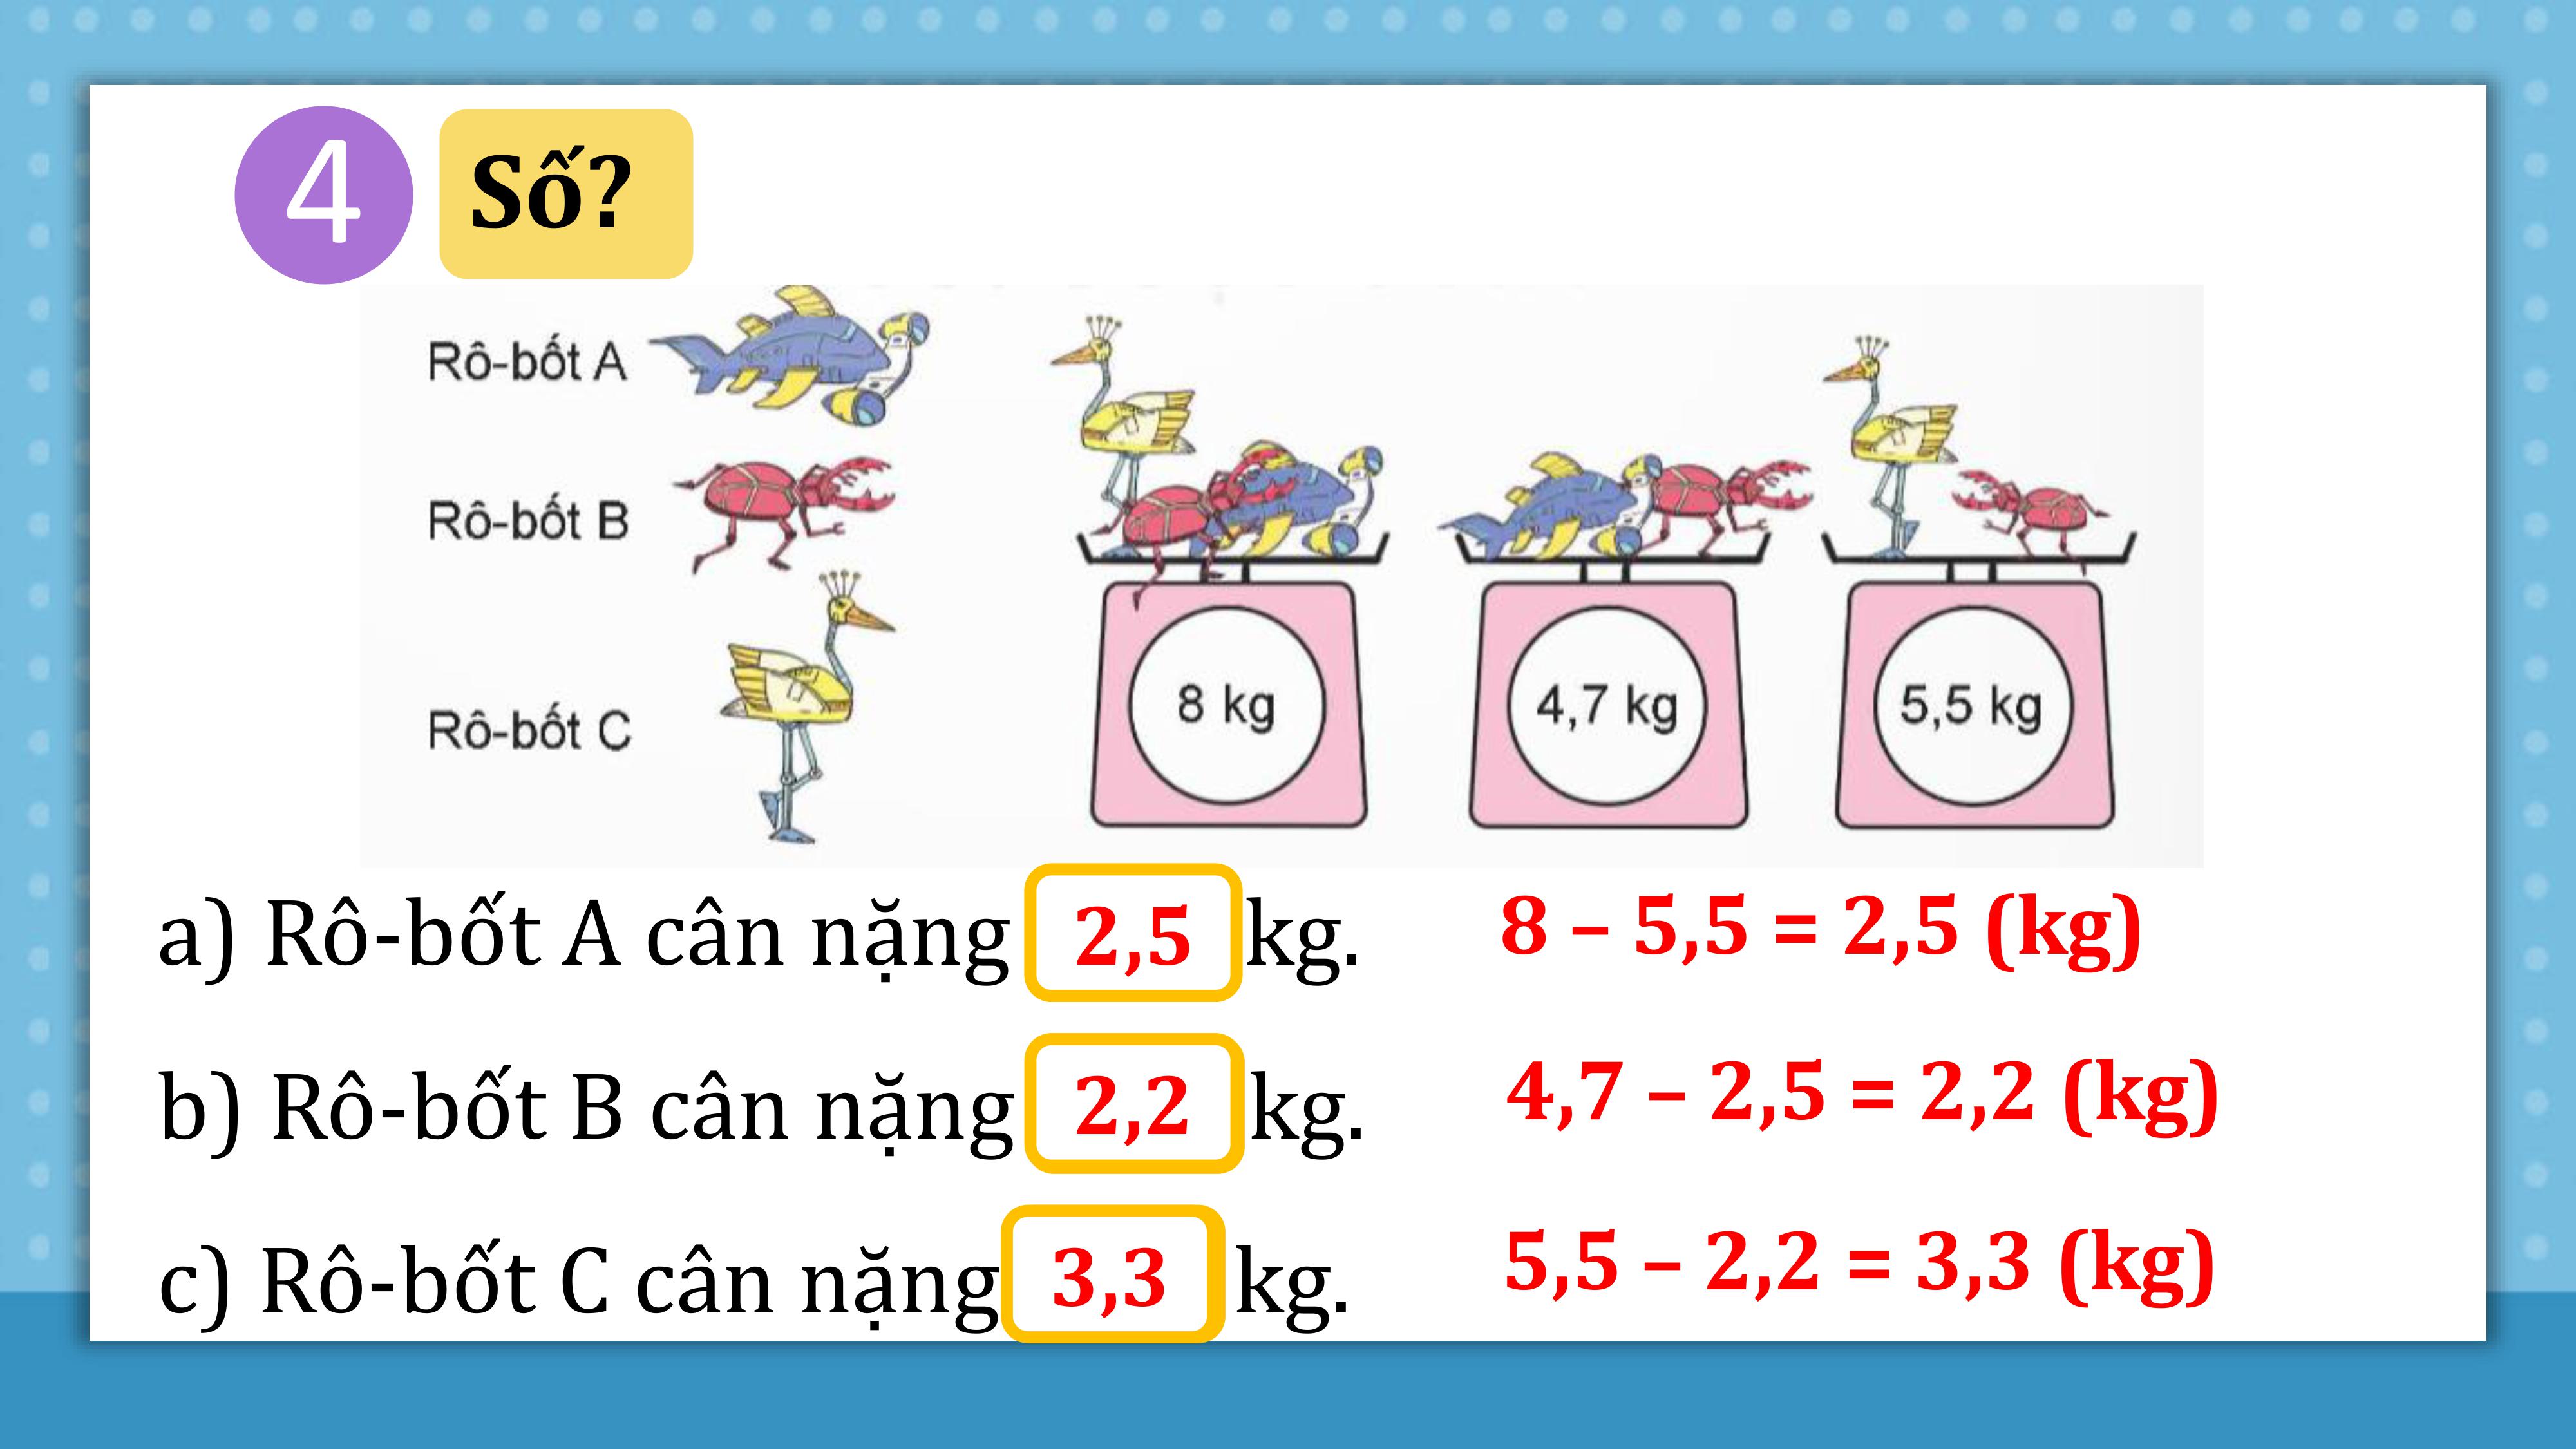 4 Số?
Rô-bốt A
Rô-bốt B
Rô-bốt C
8 kg
4,7 kg
5,5 kg
a) Rô-bốt A cân nặng 2,5 kg.
8 – 5,5 = 2,5 (kg)
b) Rô-bốt B cân nặng 2,2 kg.
4,7 – 2,5 = 2,2 (kg)
c) Rô-bốt C cân nặng 3,3 kg.
5,5 – 2,2 = 3,3 (kg)